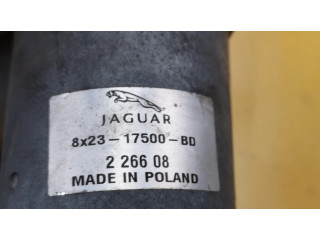 JAGUAR
8x23-17500-BD
2 266 08
MADE IN POLAND